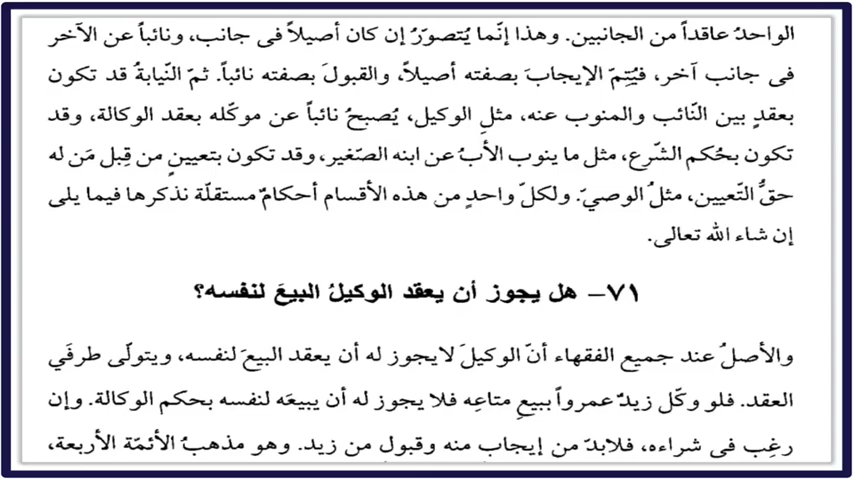 الواحدُ عاقداً من الجانبين. وهذا إنّما يُتصوّرُ إن كان أصيلاً فى جانب، ونائباً عن الآخر
فى جانب آخر، فيُتِمّ الإيجابَ بصفته أصيلاً، والقبولَ بصفته نائباً. ثمّ النّيابةُ قد تكون
بعقدٍ بين النّائب والمنوب عنه، مثلِ الوكيل، يُصبحُ نائباً عن موكّله بعقد الوكالة، وقد
تكون بحُكم الشّرع، مثل ما ينوب الأبُ عن ابنه الصّغير، وقد تكون بتعيينٍ من قِبل مَن له
حقُّ التّعيين، مثلُ الوصيّ. ولكلّ واحدٍ من هذه الأقسام أحكامٌ مستقلّة نذكرها فيما يلى
إن شاء الله تعالى.
٧١– هل يجوز أن يعقد الوكيلُ البيعَ لنفسه؟
والأصلُ عند جميع الفقهاء أنّ الوكيلَ لايجوز له أن يعقد البيعَ لنفسه، ويتولّى طرفَي
العقد. فلو وكّل زيدٌ عمرواً ببيعِ متاعِه فلا يجوز له أن يبيعَه لنفسه بحكم الوكالة. وإن
رغِب فى شراءه، فلابدّ من إيجاب منه وقبول من زيد. وهو مذهبُ الأئمّة الأربعة،